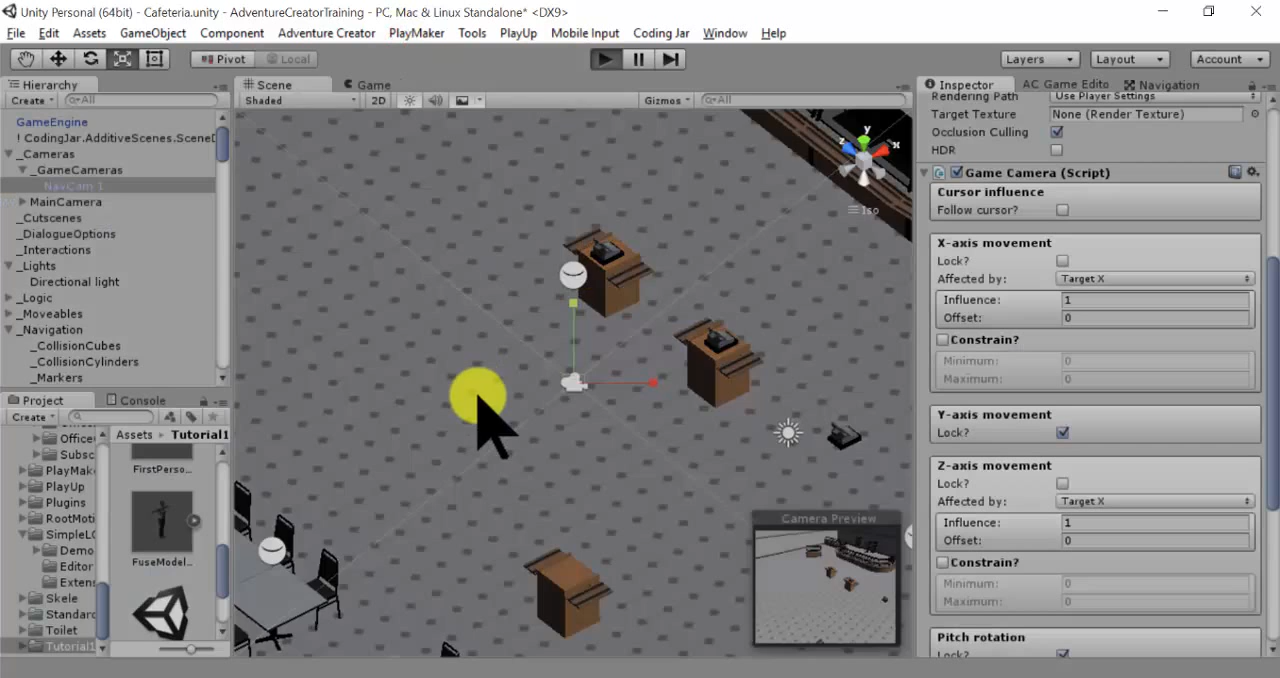 Unity Personal (64bit) - Cafeteria.unity - AdventureCreatorTraining - PC, Mac & Linux Standalone* <DX9>
File Edit Assets GameObject Component Adventure Creator PlayMaker Tools PlayUp Mobile Input Coding Jar Window Help
Pivot Local Layers Layout Account
Hierarchy
Create All
GameEngine
! CodingJar.AdditiveScenes.SceneD
_Cameras
_GameCameras
NavCam 1
MainCamera
_Cutscenes
_DialogueOptions
_Interactions
_Lights
Directional light
_Logic
_Moveables
_Navigation
_CollisionCubes
_CollisionCylinders
_Markers
Project Console
Create
Office
Subsc
PlayMa
PlayUp
Plugins
RootMoti
SimpleLO
Demo
Editor
Extens
Skele
Standard
Toilet
Tutorial1
Assets Tutorial1
FirstPerso...
FuseModel...
Scene Game
Shaded 2D Gizmos All
y
z
x
Iso
Camera Preview
Inspector AC Game Edito Navigation
Rendering Path Use Player Settings
Target Texture None (Render Texture)
Occlusion Culling
HDR
Game Camera (Script)
Cursor influence
Follow cursor?
X-axis movement
Lock?
Affected by: Target X
Influence: 1
Offset: 0
Constrain?
Minimum: 0
Maximum: 0
Y-axis movement
Lock?
Z-axis movement
Lock?
Affected by: Target X
Influence: 1
Offset: 0
Constrain?
Minimum: 0
Maximum: 0
Pitch rotation
Lock?